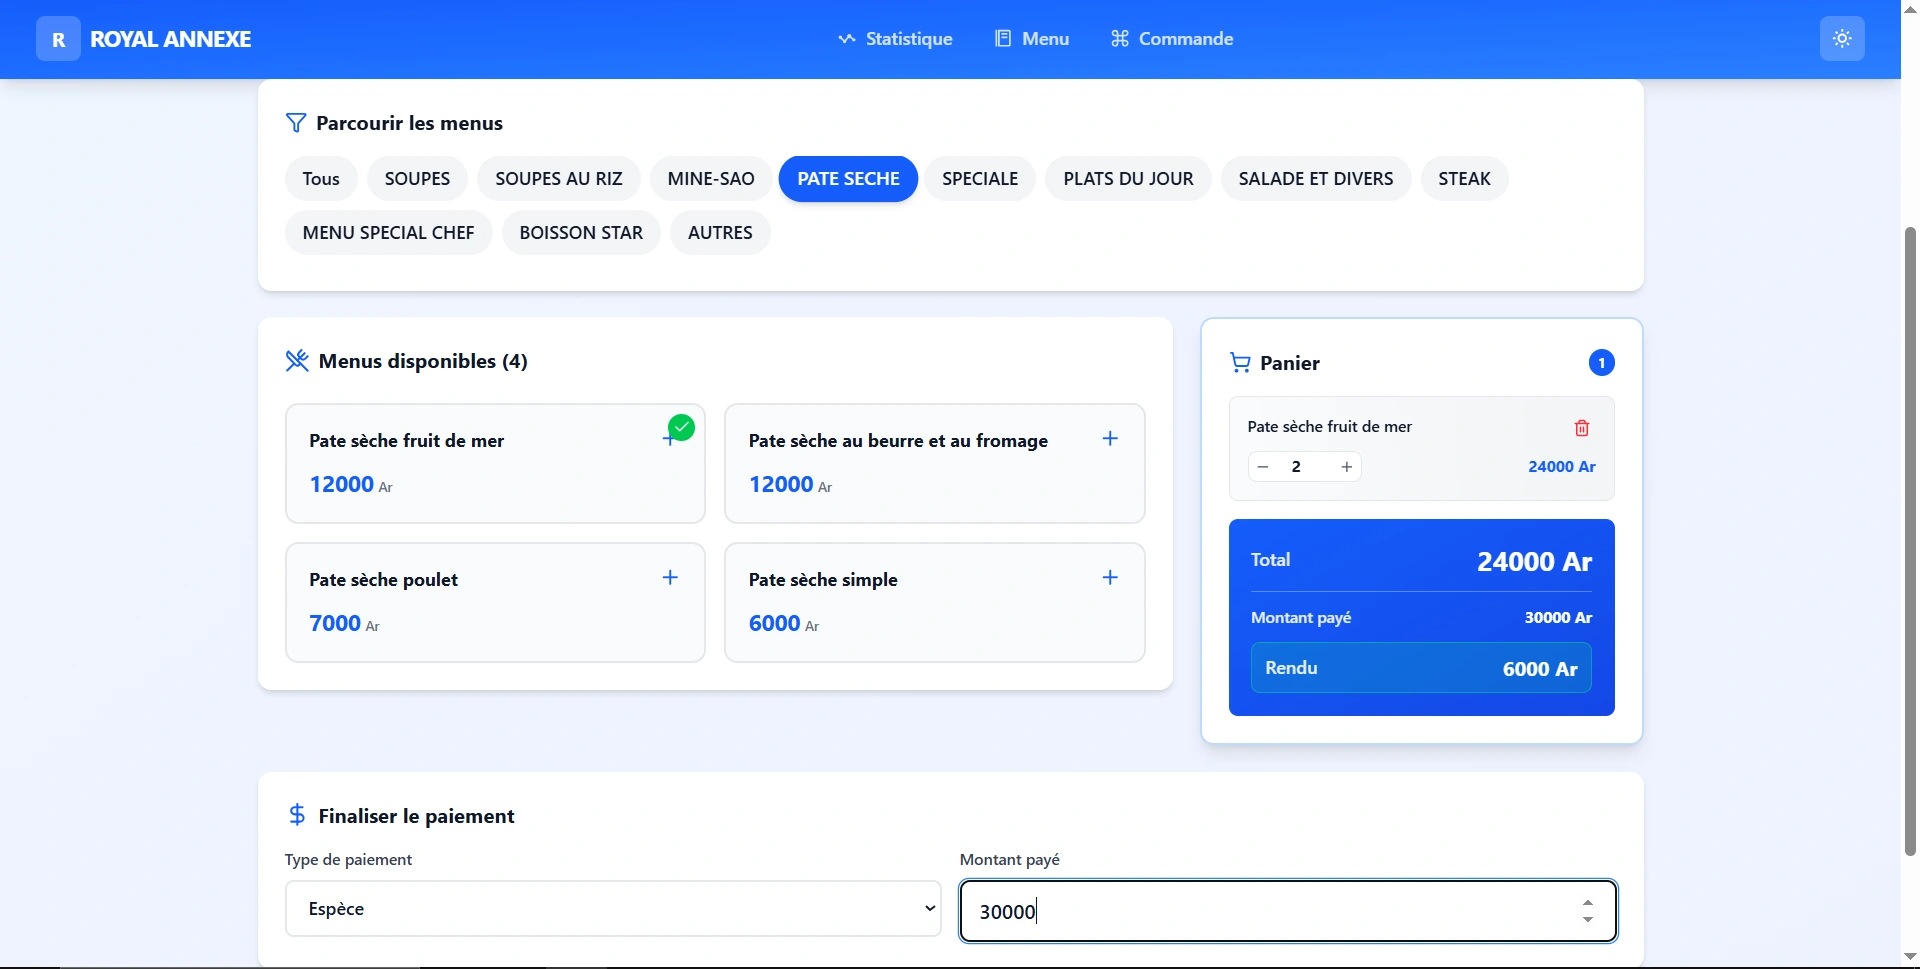 R ROYAL ANNEXE Statistique Menu Commande
Parcourir les menus
Tous SOUPES SOUPES AU RIZ MINE-SAO PATE SECHE SPECIALE PLATS DU JOUR SALADE ET DIVERS STEAK
MENU SPECIAL CHEF BOISSON STAR AUTRES
Menus disponibles (4)
Pate sèche fruit de mer
12000 Ar
Pate sèche au beurre et au fromage
12000 Ar
Pate sèche poulet
7000 Ar
Pate sèche simple
6000 Ar
Panier 1
Pate sèche fruit de mer
2 24000 Ar
Total 24000 Ar
Montant payé 30000 Ar
Rendu 6000 Ar
Finaliser le paiement
Type de paiement
Espèce
Montant payé
30000